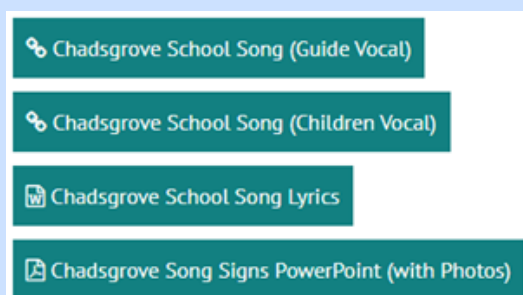 Chadsgrove School Song (Guide Vocal)
Chadsgrove School Song (Children Vocal)
Chadsgrove School Song Lyrics
Chadsgrove Song Signs PowerPoint (with Photos)